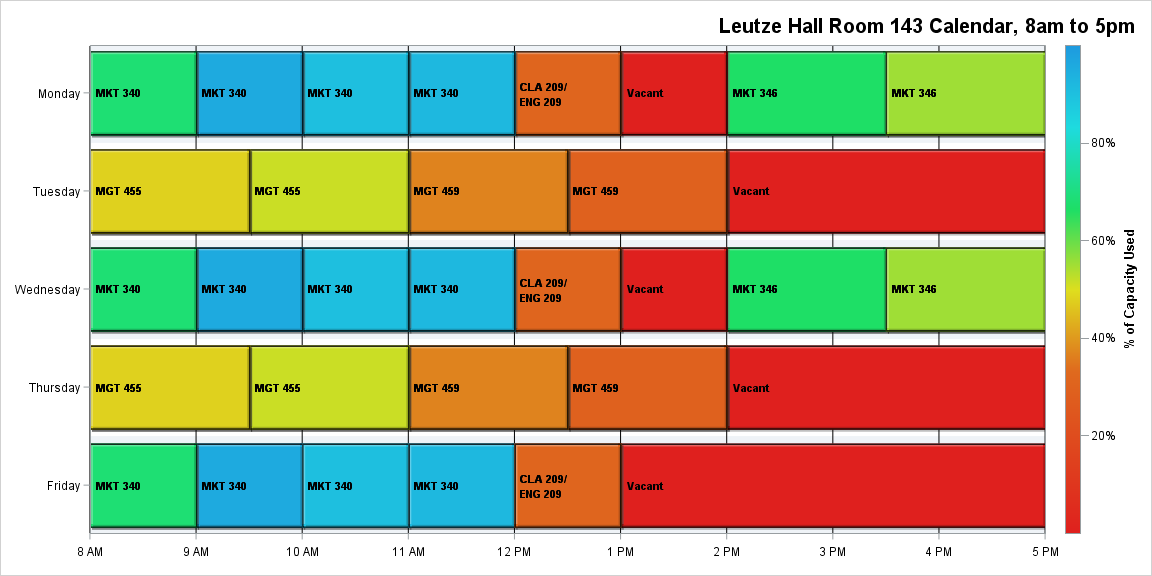 Leutze Hall Room 143 Calendar, 8am to 5pm
Monday
MKT 340
MKT 340
MKT 340
MKT 340
CLA 209/
ENG 209
Vacant
MKT 346
MKT 346
Tuesday
MGT 455
MGT 455
MGT 459
MGT 459
Vacant
Wednesday
MKT 340
MKT 340
MKT 340
MKT 340
CLA 209/
ENG 209
Vacant
MKT 346
MKT 346
Thursday
MGT 455
MGT 455
MGT 459
MGT 459
Vacant
Friday
MKT 340
MKT 340
MKT 340
MKT 340
CLA 209/
ENG 209
Vacant
8 AM
9 AM
10 AM
11 AM
12 PM
1 PM
2 PM
3 PM
4 PM
5 PM
80%
60%
40%
20%
% of Capacity Used